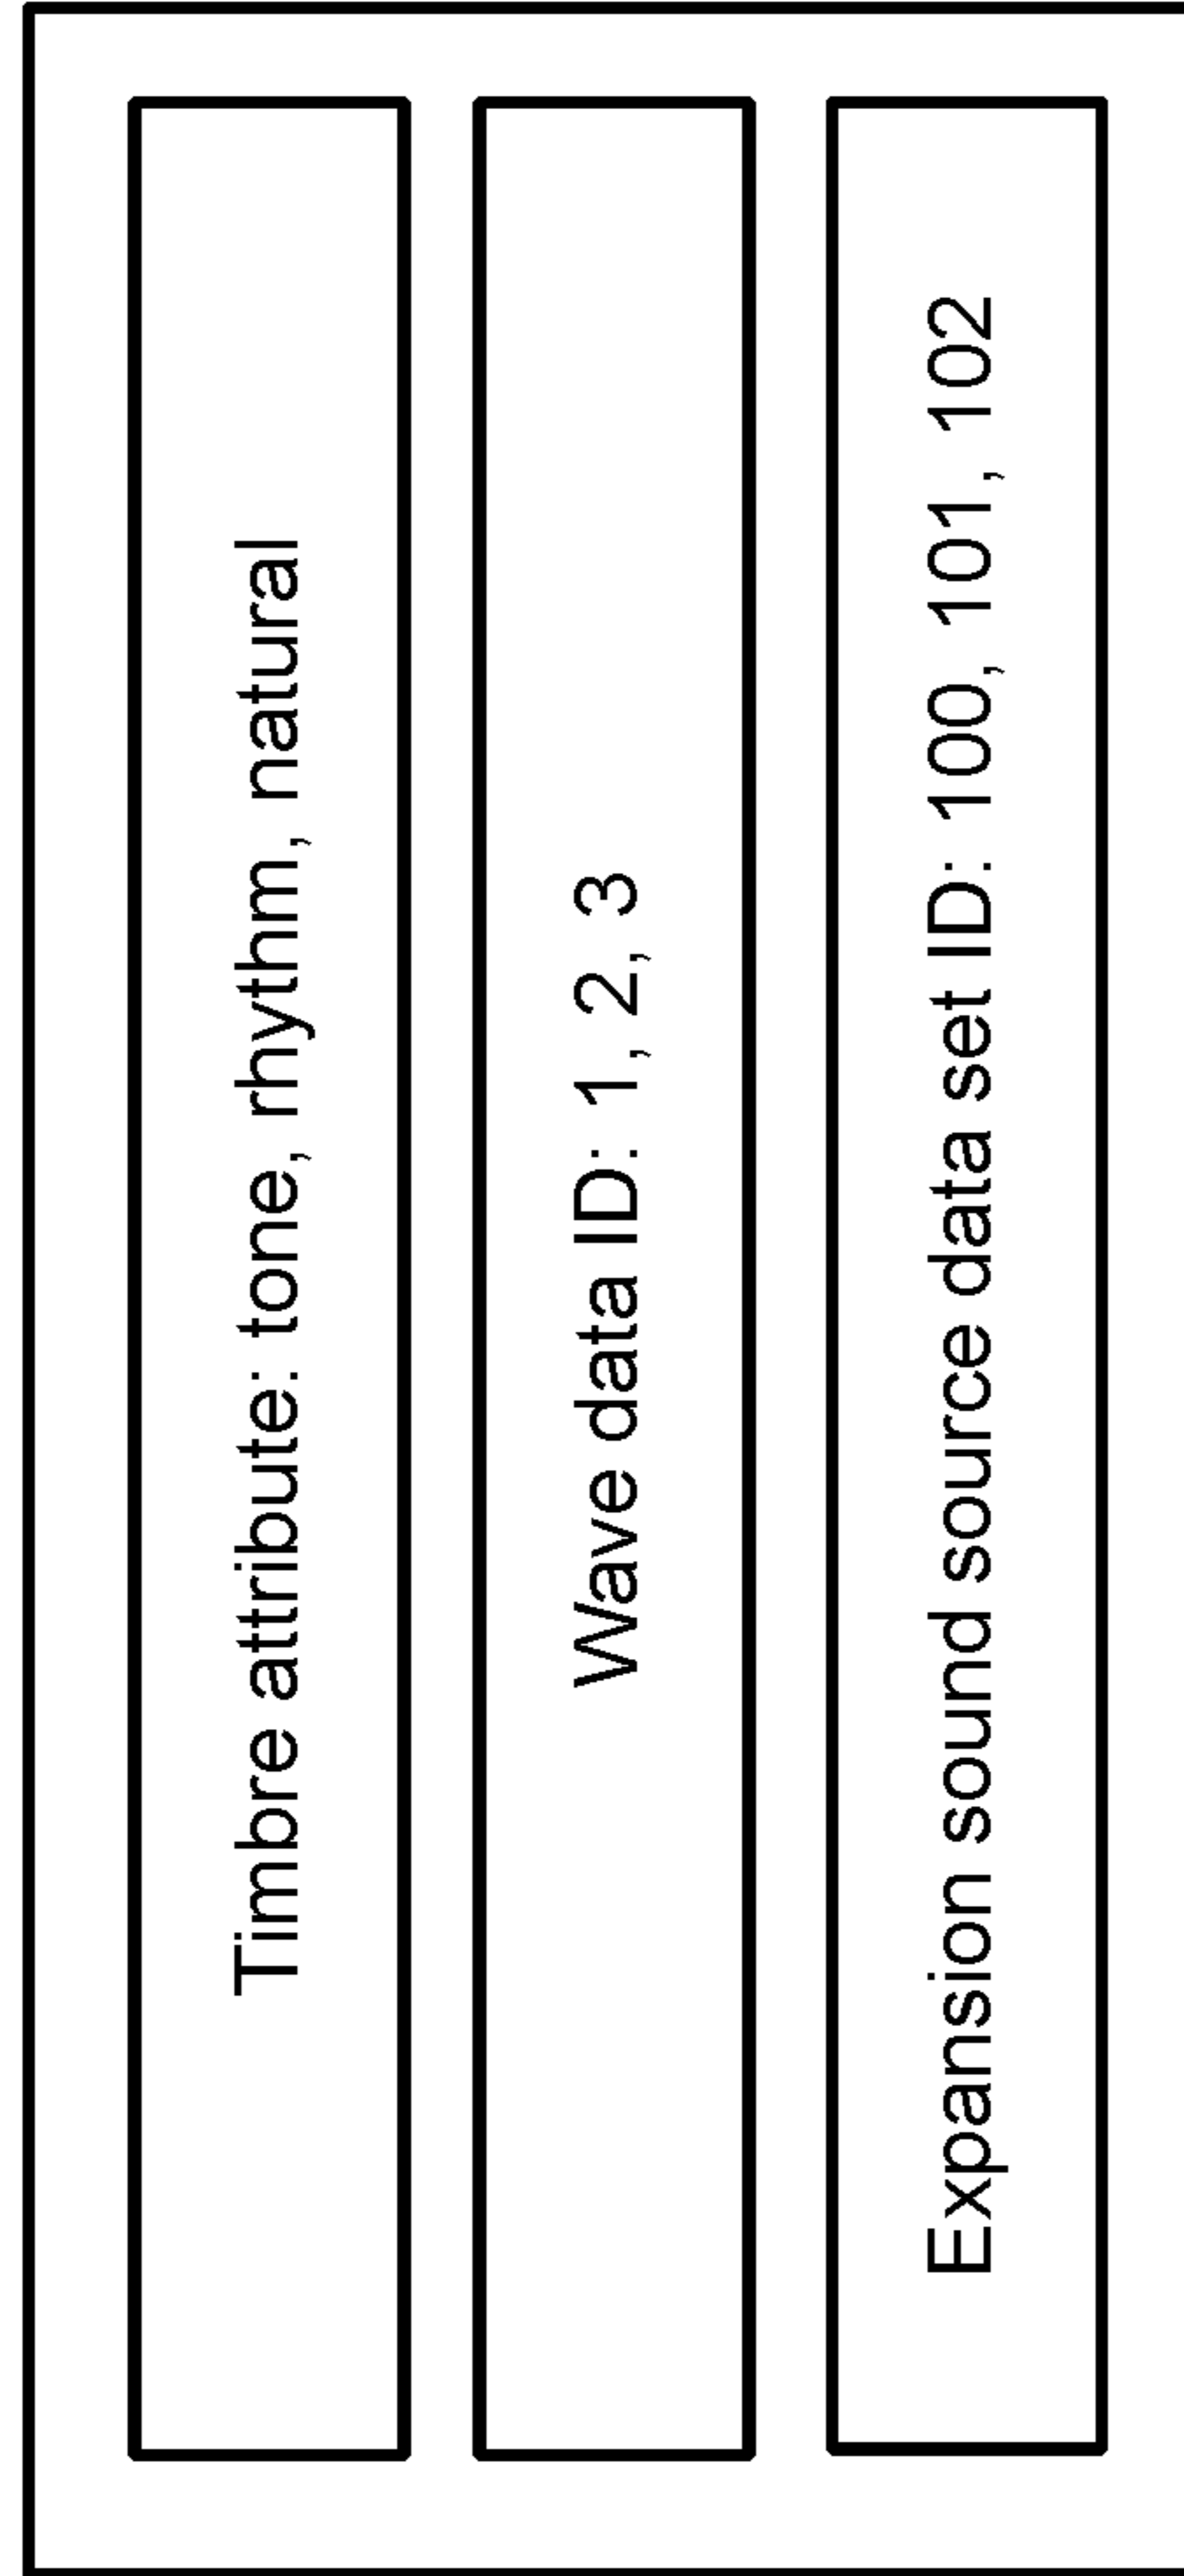 Timbre attribute: tone, rhythm, natural
Wave data ID: 1, 2, 3
Expansion sound source data set ID: 100, 101, 102